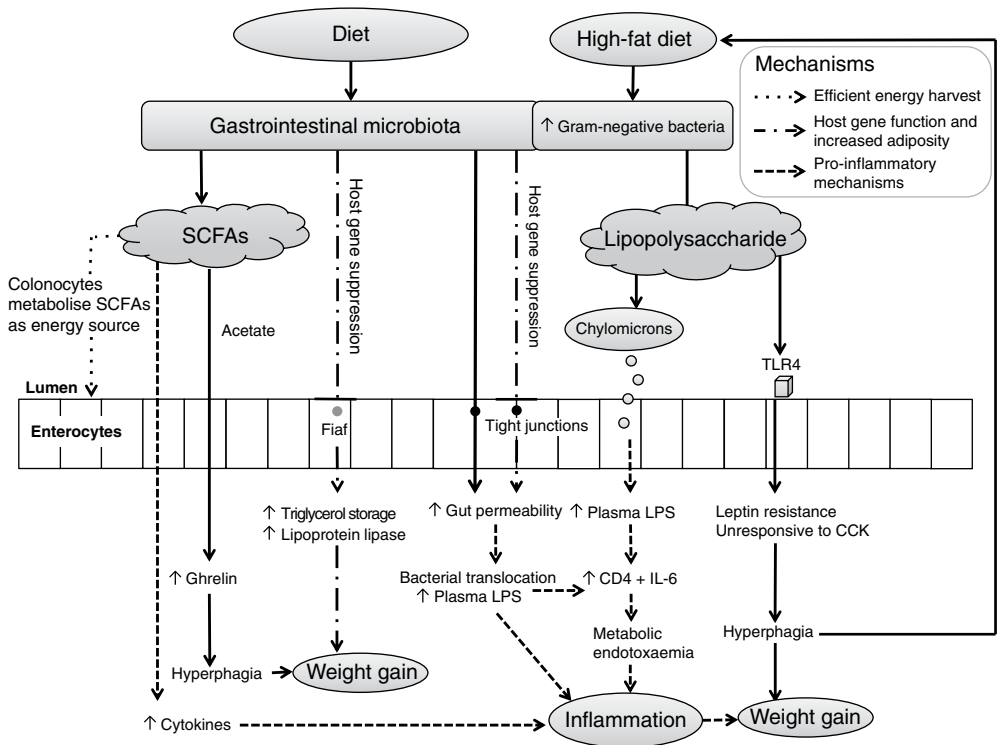 Diet
High-fat diet
Mechanisms
Efficient energy harvest
Host gene function and
increased adiposity
Pro-inflammatory
mechanisms
Gastrointestinal microbiota
↑ Gram-negative bacteria
SCFAs
Host gene suppression
Host gene suppression
Lipopolysaccharide
Colonocytes
metabolise SCFAs
as energy source
Acetate
Chylomicrons
TLR4
Lumen
Enterocytes
Fiaf
Tight junctions
↑ Triglycerol storage
↑ Lipoprotein lipase
↑ Gut permeability
↑ Plasma LPS
Leptin resistance
Unresponsive to CCK
↑ Ghrelin
Bacterial translocation
↑ Plasma LPS
↑ CD4 + IL-6
Metabolic
endotoxaemia
Hyperphagia
Hyperphagia
Weight gain
↑ Cytokines
Inflammation
Weight gain